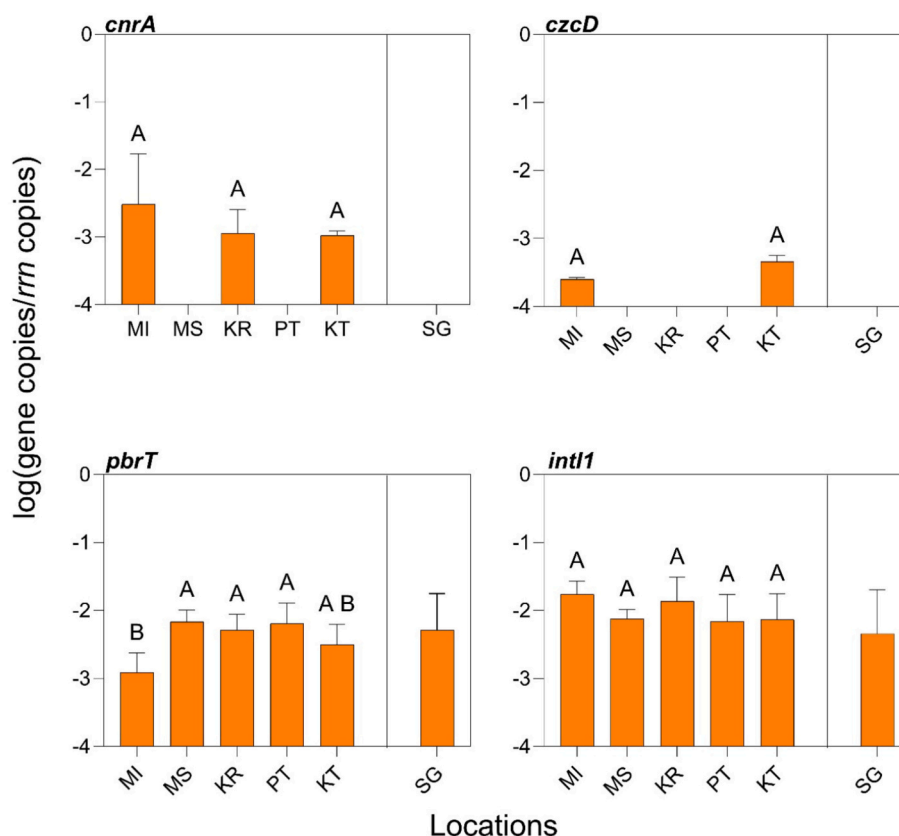 cnrA
0
-1
A
-2
A
A
-3
-4
MI MS KR PT KT SG
czcD
0
-1
-2
-3
A
A
-4
MI MS KR PT KT SG
log(gene copies/rrn copies)
pbrT
0
-1
A A A A B
-2
B
-3
-4
MI MS KR PT KT SG
intI1
0
-1
A A A A A
-2
-3
-4
MI MS KR PT KT SG
Locations